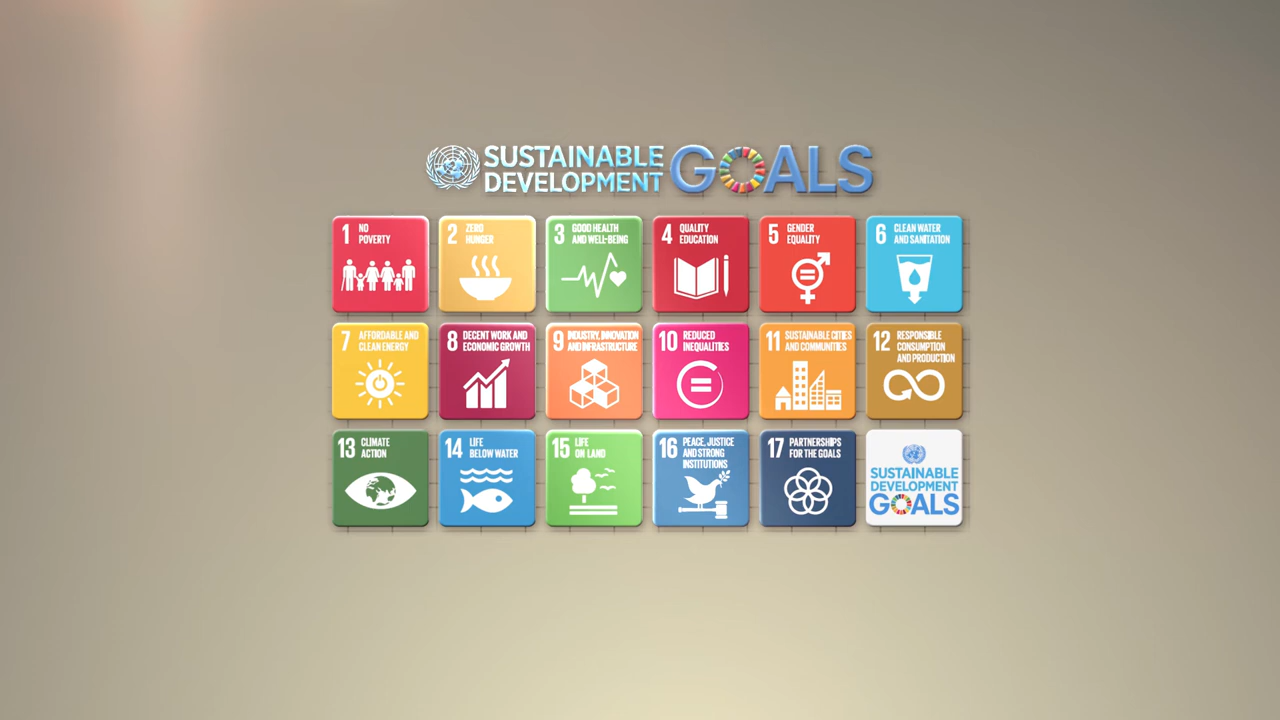 SUSTAINABLE
DEVELOPMENT
GOALS
1 NO
POVERTY
2 ZERO
HUNGER
3 GOOD HEALTH
AND WELL-BEING
4 QUALITY
EDUCATION
5 GENDER
EQUALITY
6 CLEAN WATER
AND SANITATION
7 AFFORDABLE AND
CLEAN ENERGY
8 DECENT WORK AND
ECONOMIC GROWTH
9 INDUSTRY, INNOVATION
AND INFRASTRUCTURE
10 REDUCED
INEQUALITIES
11 SUSTAINABLE CITIES
AND COMMUNITIES
12 RESPONSIBLE
CONSUMPTION
AND PRODUCTION
13 CLIMATE
ACTION
14 LIFE
BELOW WATER
15 LIFE
ON LAND
16 PEACE, JUSTICE
AND STRONG
INSTITUTIONS
17 PARTNERSHIPS
FOR THE GOALS
SUSTAINABLE
DEVELOPMENT
GOALS